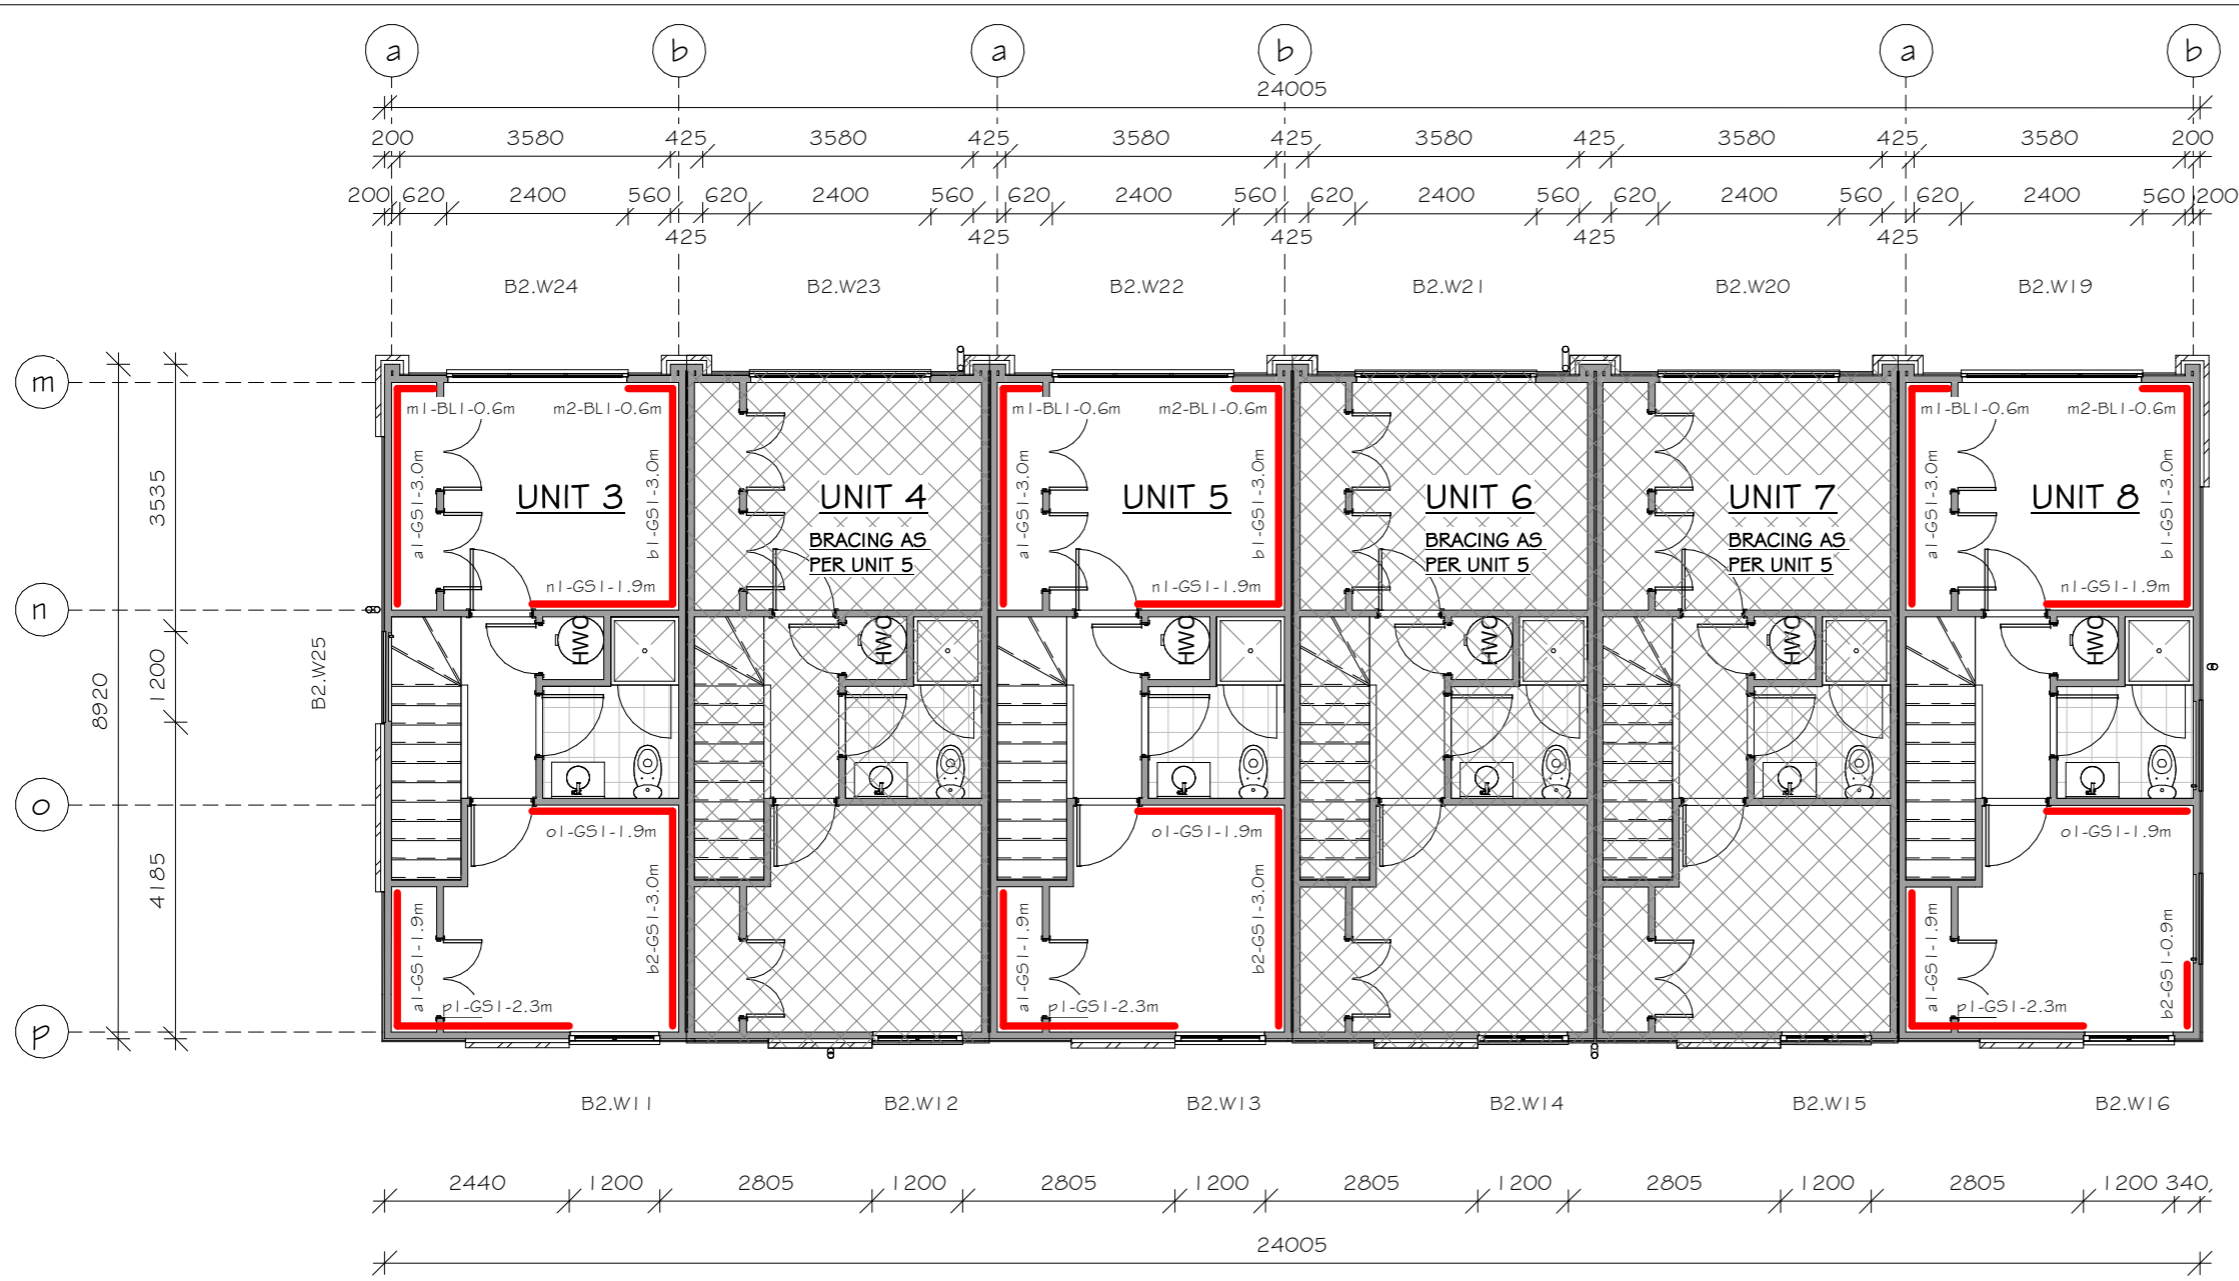 a b a b a b
24005
200 3580 425 3580 425 3580 425 3580 425 3580 425 3580 200
200 620 2400 560 620 2400 560 620 2400 560 620 2400 560 620 2400 560 620 2400 560 200
425 425 425 425 425
B2.W24 B2.W23 B2.W22 B2.W21 B2.W20 B2.W19
m
m1-BL1-0.6m m2-BL1-0.6m m1-BL1-0.6m m2-BL1-0.6m m1-BL1-0.6m m2-BL1-0.6m
3535
a1-GS1-3.0m b1-GS1-3.0m a1-GS1-3.0m b1-GS1-3.0m a1-GS1-3.0m b1-GS1-3.0m
UNIT 3 UNIT 4 UNIT 5 UNIT 6 UNIT 7 UNIT 8
BRACING AS BRACING AS BRACING AS
PER UNIT 5 PER UNIT 5 PER UNIT 5
n1-GS1-1.9m n1-GS1-1.9m n1-GS1-1.9m
n
HWC HWC HWC HWC HWC HWC
8920
1200
B2.W25
o
o1-GS1-1.9m o1-GS1-1.9m o1-GS1-1.9m
4185
a1-GS1-1.9m b2-GS1-3.0m a1-GS1-1.9m b2-GS1-3.0m a1-GS1-1.9m b2-GS1-0.9m
p1-GS1-2.3m p1-GS1-2.3m p1-GS1-2.3m
p
B2.W11 B2.W12 B2.W13 B2.W14 B2.W15 B2.W16
2440 1200 2805 1200 2805 1200 2805 1200 2805 1200 2805 1200 340
24005